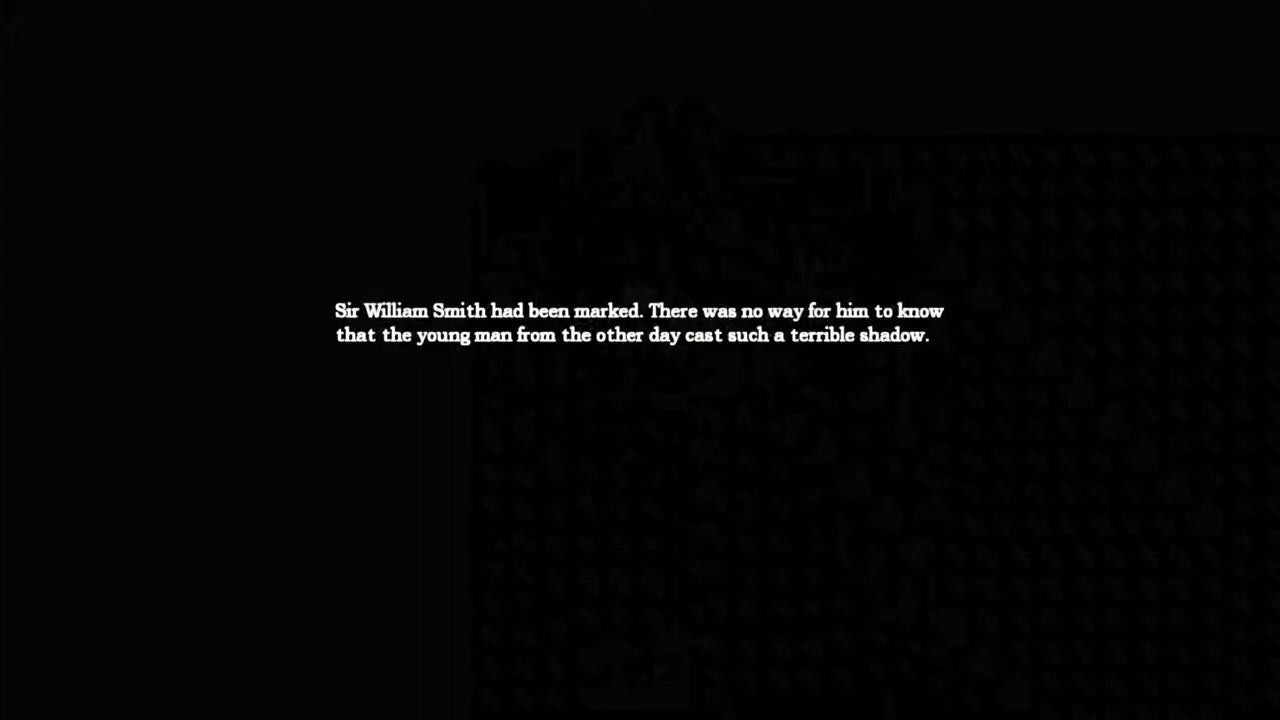 Sir William Smith had been marked. There was no way for him to know
that the young man from the other day cast such a terrible shadow.